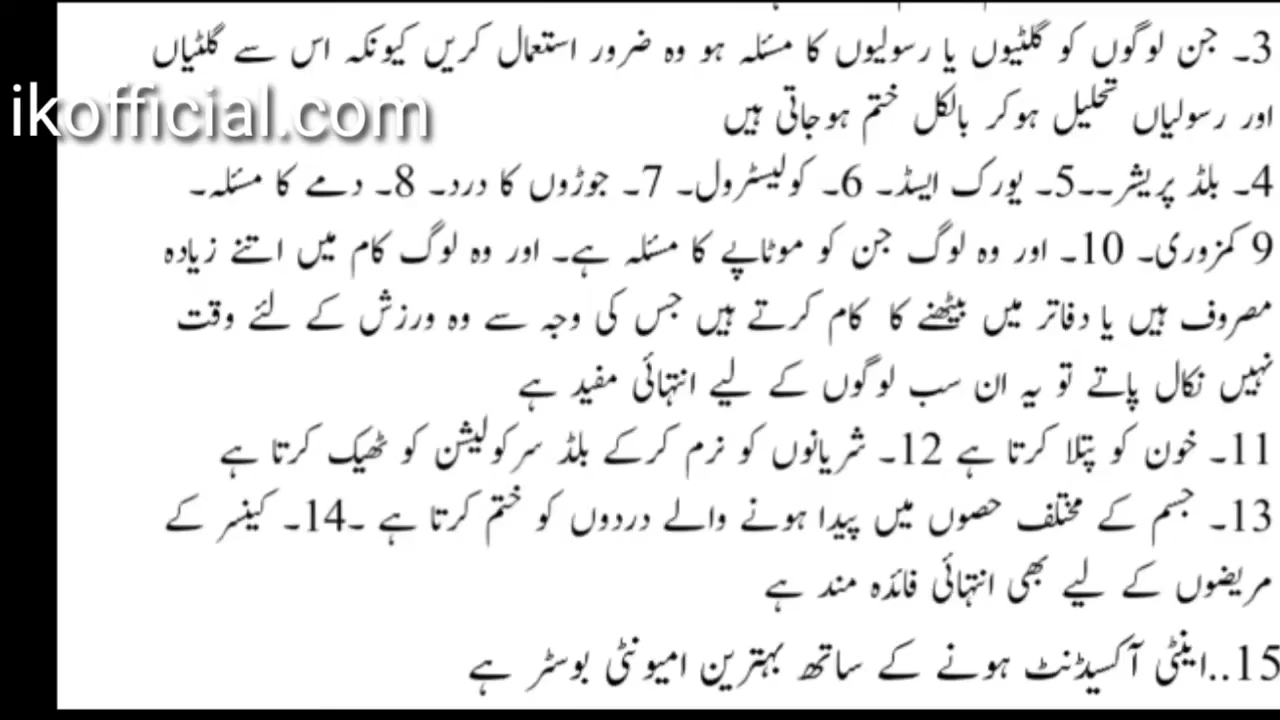 3۔ جن لوگوں کو گلٹیوں یا رسولیوں کا مسئلہ ہو وہ ضرور استعمال کریں کیونکہ اس سے گلٹیاں
ikofficial.com
اور رسولیاں تحلیل ہوکر بالکل ختم ہوجاتی ہیں
4۔ بلڈ پریشر۔۔5۔ یورک ایسڈ۔ 6۔ کولیسٹرول۔ 7۔ جوڑوں کا درد۔ 8۔ دمے کا مسئلہ۔
9 کمزوری۔ 10۔ اور وہ لوگ جن کو موٹاپے کا مسئلہ ہے۔ اور وہ لوگ کام میں اتنے زیادہ
مصروف ہیں یا دفاتر میں بیٹھنے کا کام کرتے ہیں جس کی وجہ سے وہ ورزش کے لئے وقت
نہیں نکال پاتے تو یہ ان سب لوگوں کے لیے انتہائی مفید ہے
11۔ خون کو پتلا کرتا ہے 12۔ شریانوں کو نرم کرکے بلڈ سرکولیشن کو ٹھیک کرتا ہے
13۔ جسم کے مختلف حصوں میں پیدا ہونے والے دردوں کو ختم کرتا ہے ۔14۔ کینسر کے
مریضوں کے لیے بھی انتہائی فائدہ مند ہے
15..اینٹی آکسیڈنٹ ہونے کے ساتھ بہترین امیونٹی بوسٹر ہے